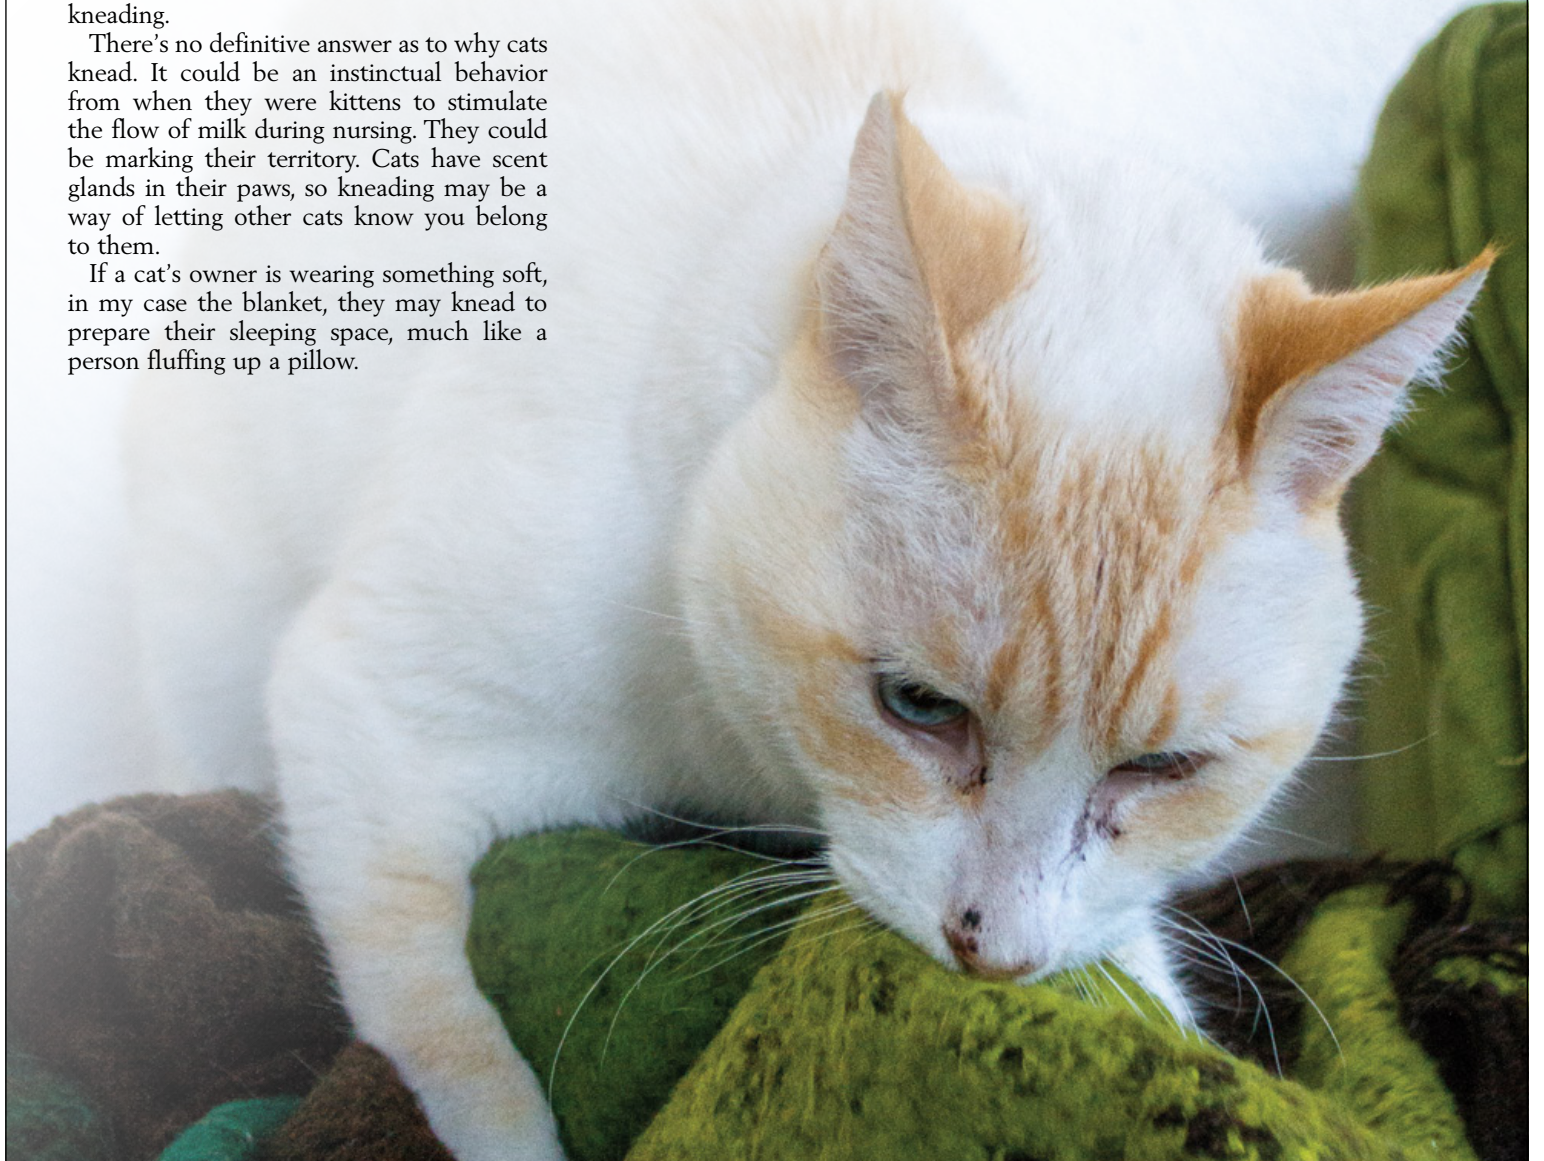 kneading.
There’s no definitive answer as to why cats
knead. It could be an instinctual behavior
from when they were kittens to stimulate
the flow of milk during nursing. They could
be marking their territory. Cats have scent
glands in their paws, so kneading may be a
way of letting other cats know you belong
to them.
If a cat’s owner is wearing something soft,
in my case the blanket, they may knead to
prepare their sleeping space, much like a
person fluffing up a pillow.